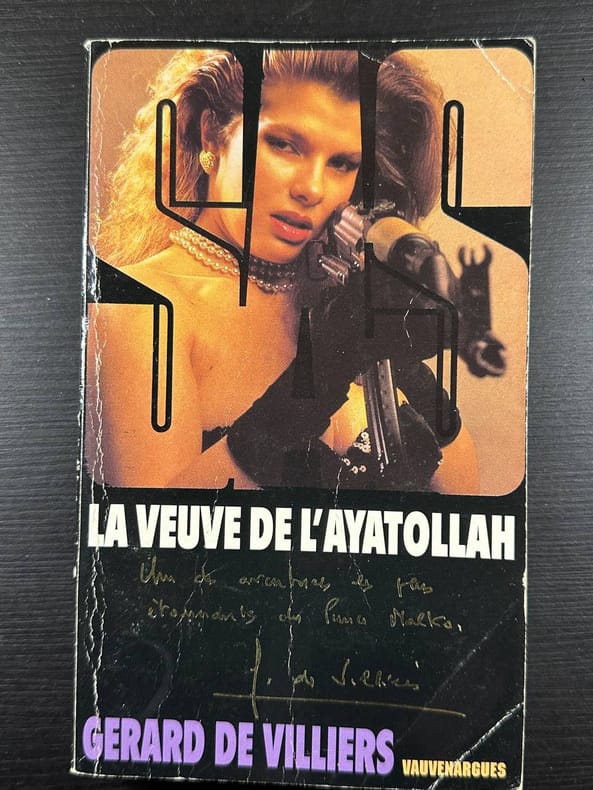 SAS
LA VEUVE DE L'AYATOLLAH
Une des aventures les plus
étonnantes du Prince Malko.
G. de Villiers
GERARD DE VILLIERS
VAUVENARGUES